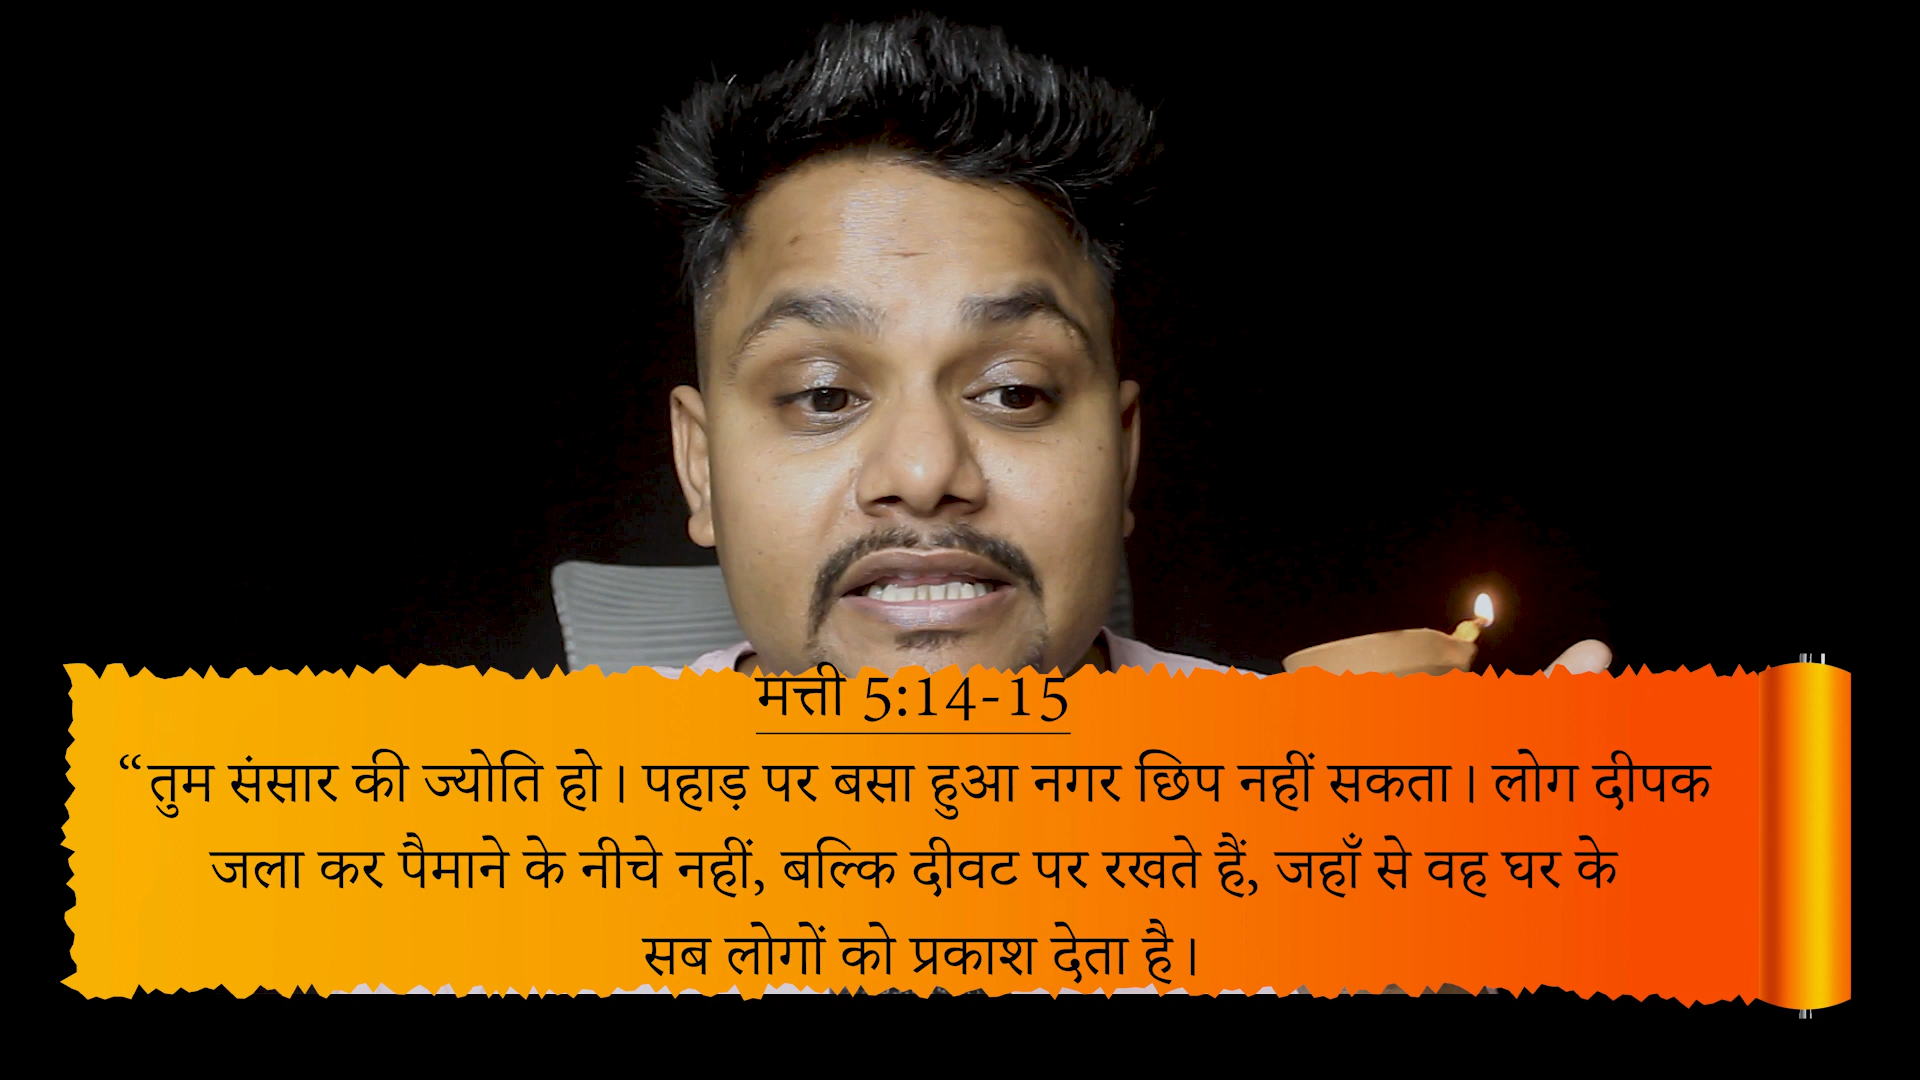 मत्ती 5:14-15
“तुम संसार की ज्योति हो। पहाड़ पर बसा हुआ नगर छिप नहीं सकता। लोग दीपक
जला कर पैमाने के नीचे नहीं, बल्कि दीवट पर रखते हैं, जहाँ से वह घर के
सब लोगों को प्रकाश देता है।